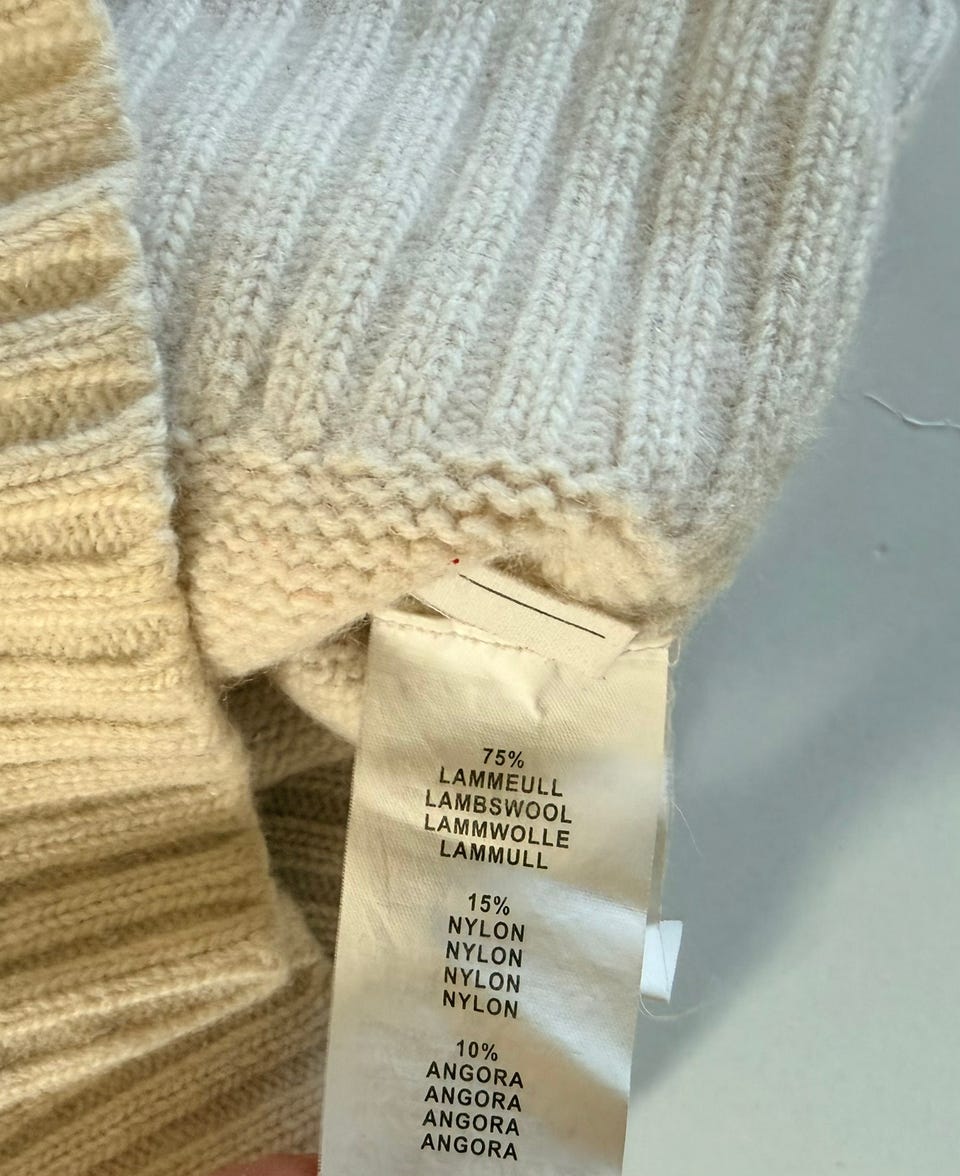 75%
LAMMEULL
LAMBSWOOL
LAMMWOLLE
LAMMULL
15%
NYLON
NYLON
NYLON
NYLON
10%
ANGORA
ANGORA
ANGORA
ANGORA